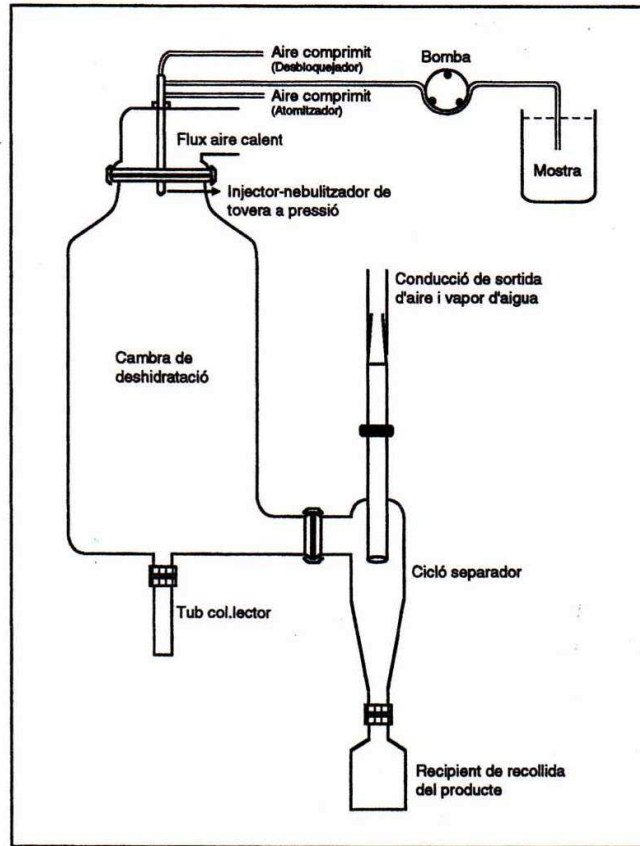 Aire comprimit
(Desbloquejador)
Bomba
Aire comprimit
(Atomitzador)
Flux aire calent
Mostra
Injector-nebulitzador de
tovera a pressió
Conducció de sortida
d'aire i vapor d'aigua
Cambra de
deshidratació
Cicló separador
Tub col.lector
Recipient de recollida
del producte